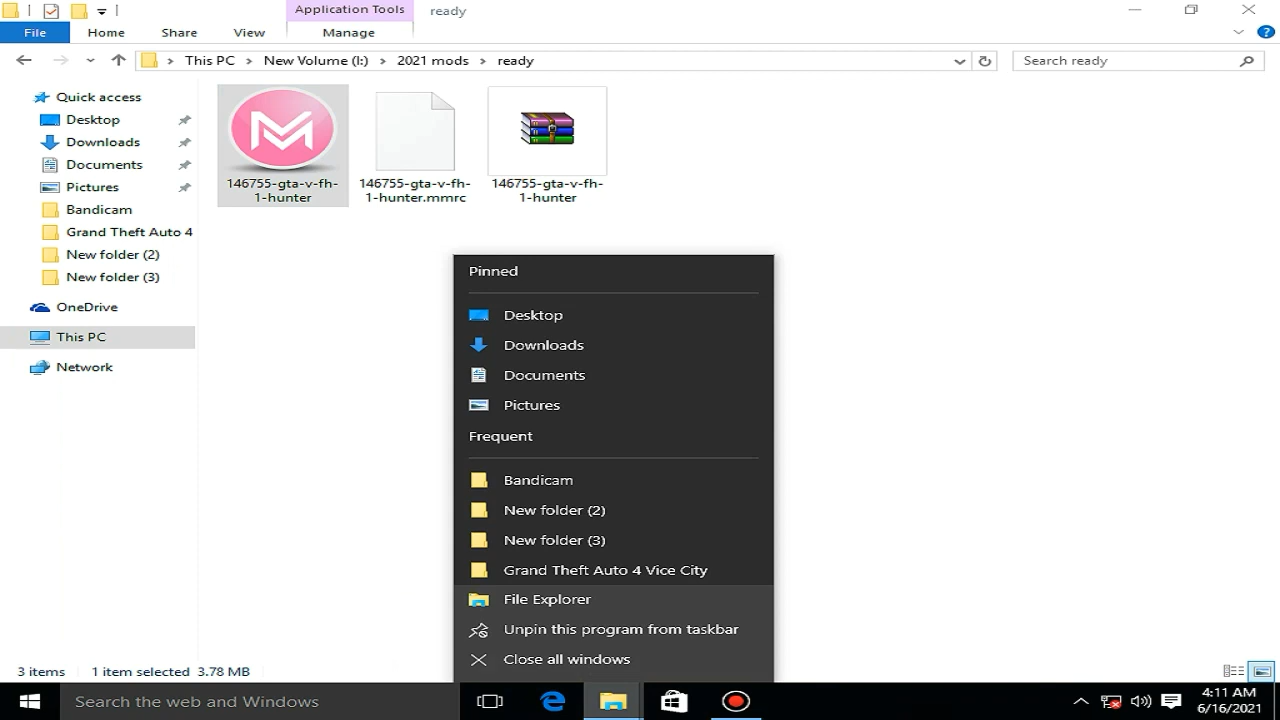 Application Tools
ready
File
Home
Share
View
Manage
This PC
New Volume (I:)
2021 mods
ready
Search ready
Quick access
Desktop
Downloads
Documents
Pictures
Bandicam
Grand Theft Auto 4
New folder (2)
New folder (3)
OneDrive
This PC
Network
146755-gta-v-fh-
1-hunter
146755-gta-v-fh-
1-hunter.mmrc
146755-gta-v-fh-
1-hunter
Pinned
Desktop
Downloads
Documents
Pictures
Frequent
Bandicam
New folder (2)
New folder (3)
Grand Theft Auto 4 Vice City
File Explorer
Unpin this program from taskbar
Close all windows
3 items
1 item selected 3.78 MB
Search the web and Windows
4:11 AM
6/16/2021